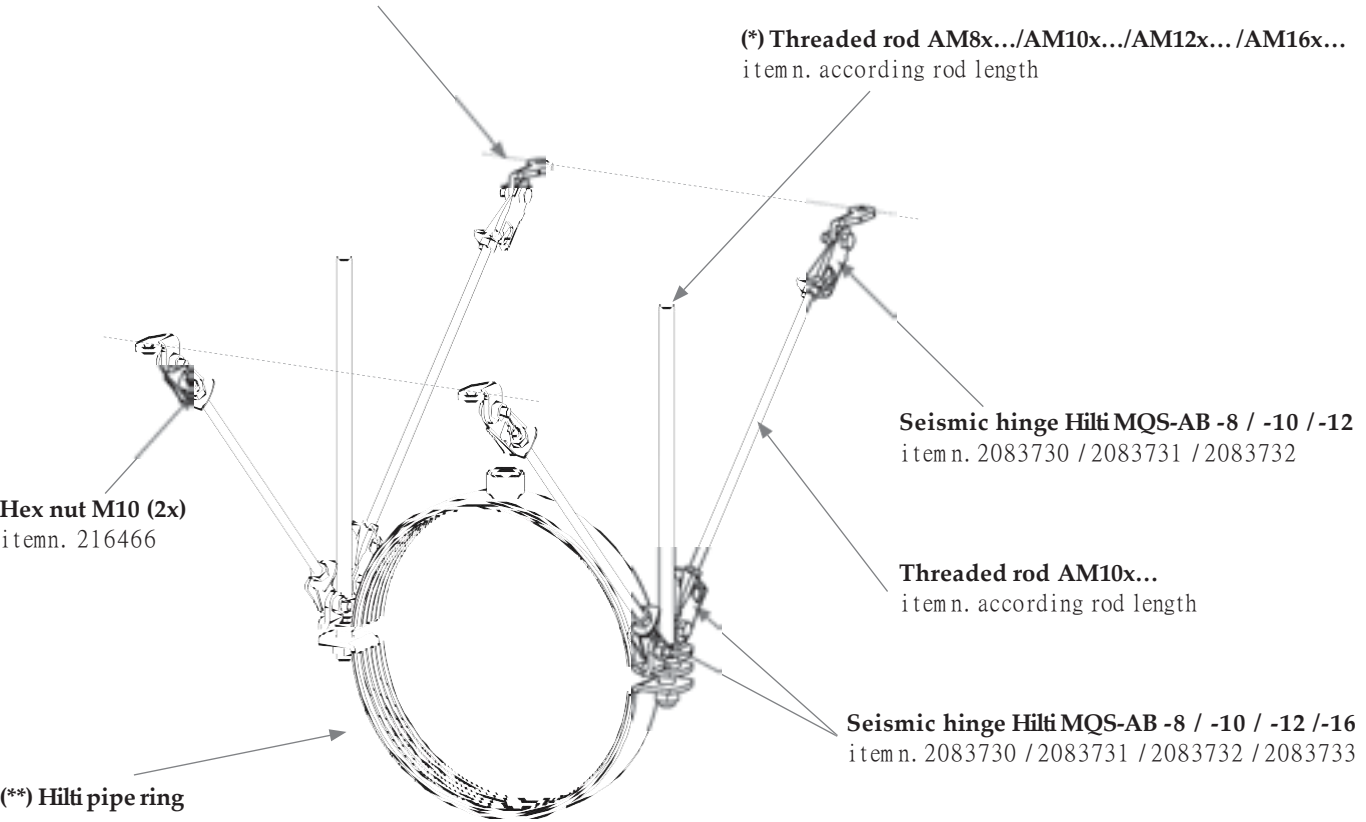 (*) Threaded rod AM8x…/AM10x…/AM12x… /AM16x…
item n. according rod length
Seismic hinge Hilti MQS-AB -8 / -10 /-12
item n. 2083730 / 2083731 / 2083732
Hex nut M10 (2x)
item n. 216466
Threaded rod AM10x…
item n. according rod length
Seismic hinge Hilti MQS-AB -8 / -10 / -12 /-16
item n. 2083730 / 2083731 / 2083732 / 2083733
(**) Hilti pipe ring